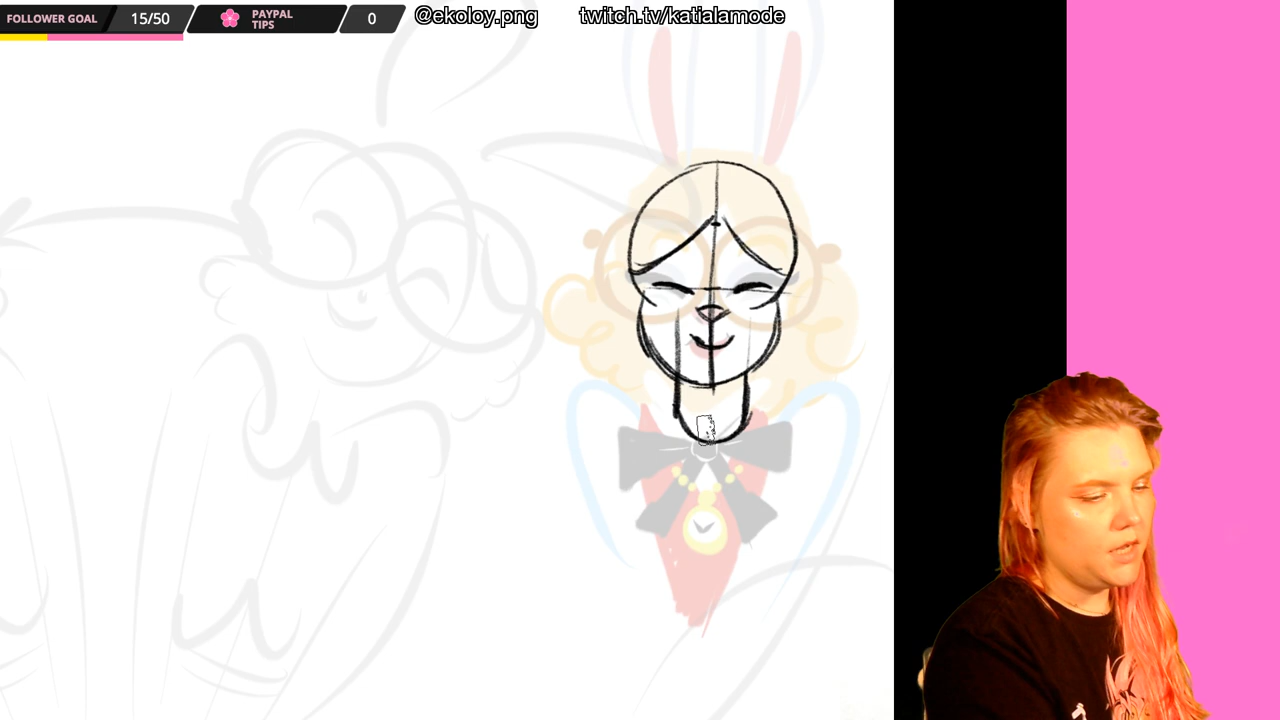 FOLLOWER GOAL
15/50
PAYPAL
TIPS
0
@ekoloy.png
twitch.tv/katialamode